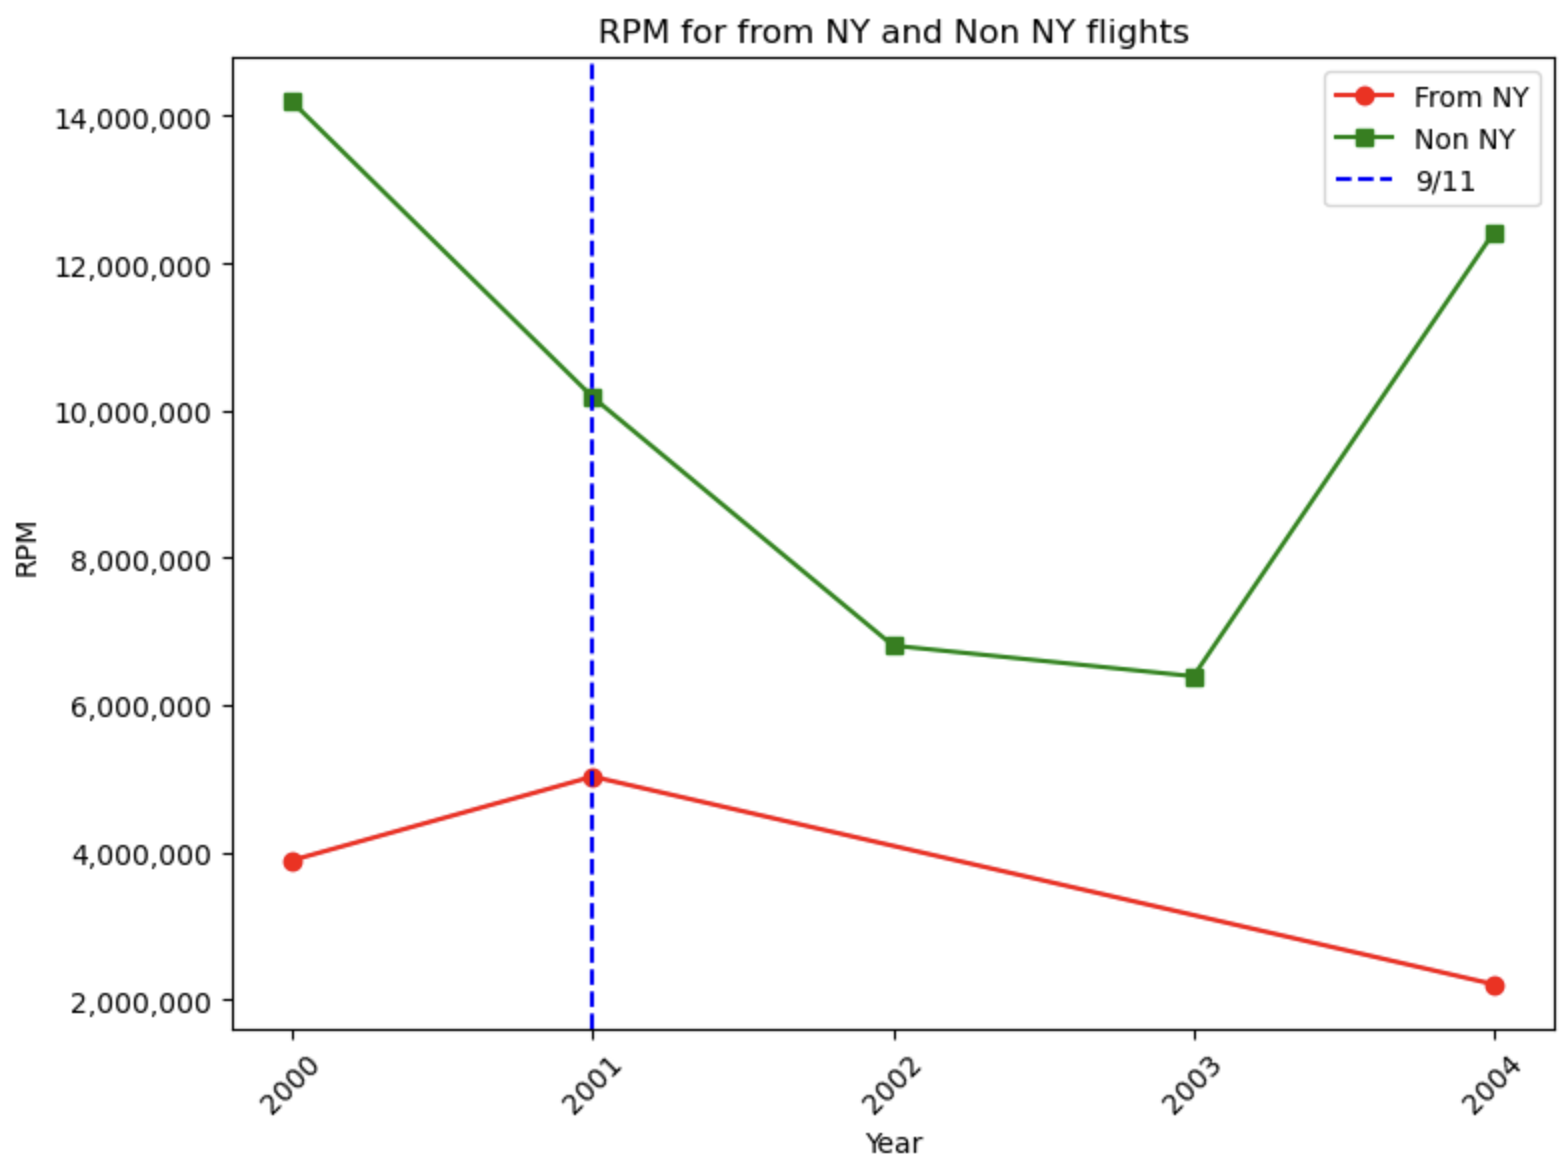 RPM for from NY and Non NY flights
From NY
Non NY
9/11
14,000,000
12,000,000
10,000,000
8,000,000
6,000,000
4,000,000
2,000,000
RPM
2000
2001
2002
2003
2004
Year